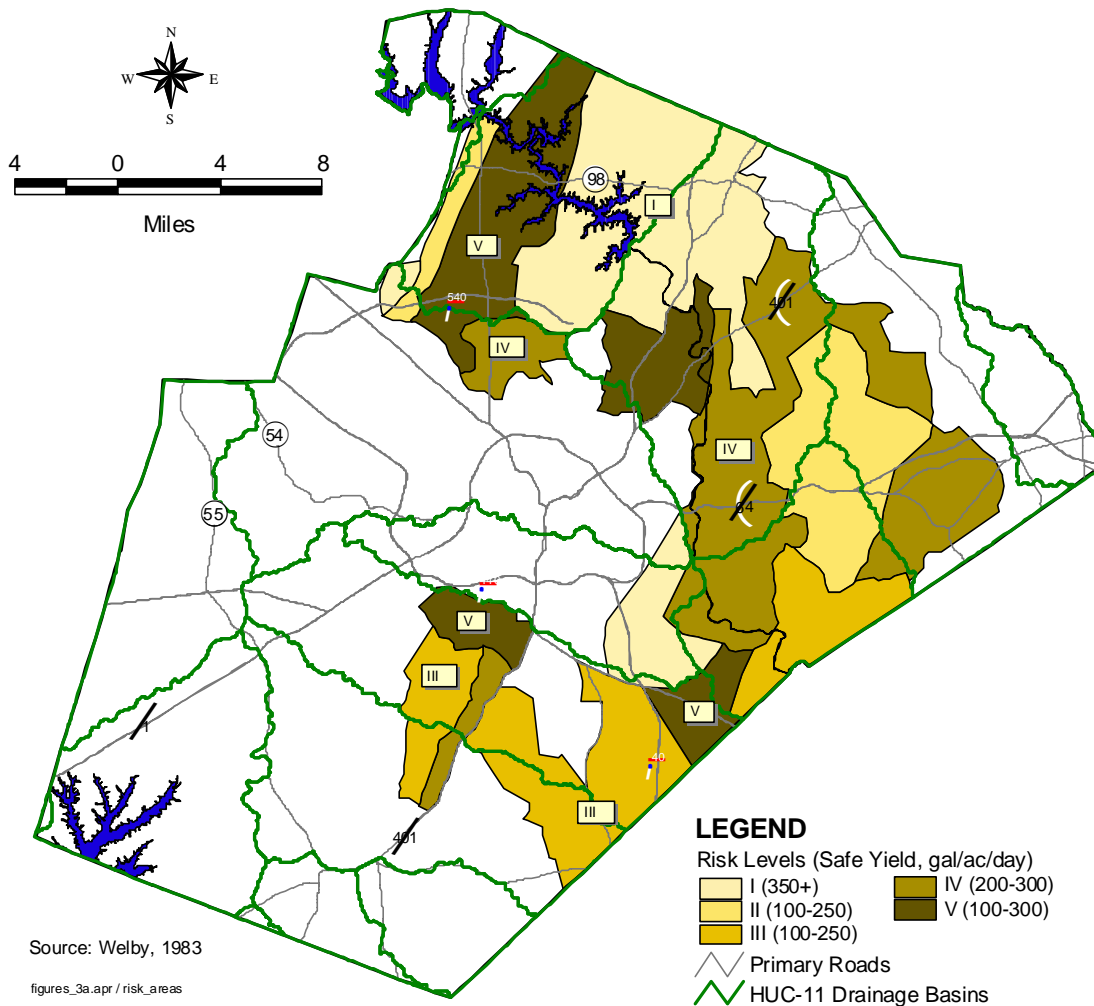 N
W E
S
4 0 4 8
Miles
98
I
V
540
401
IV
54
IV
64
55
V
III
V
1
40
III
401
LEGEND
Risk Levels (Safe Yield, gal/ac/day)
I (350+) IV (200-300)
II (100-250) V (100-300)
III (100-250)
Primary Roads
HUC-11 Drainage Basins
Source: Welby, 1983
figures_3a.apr / risk_areas